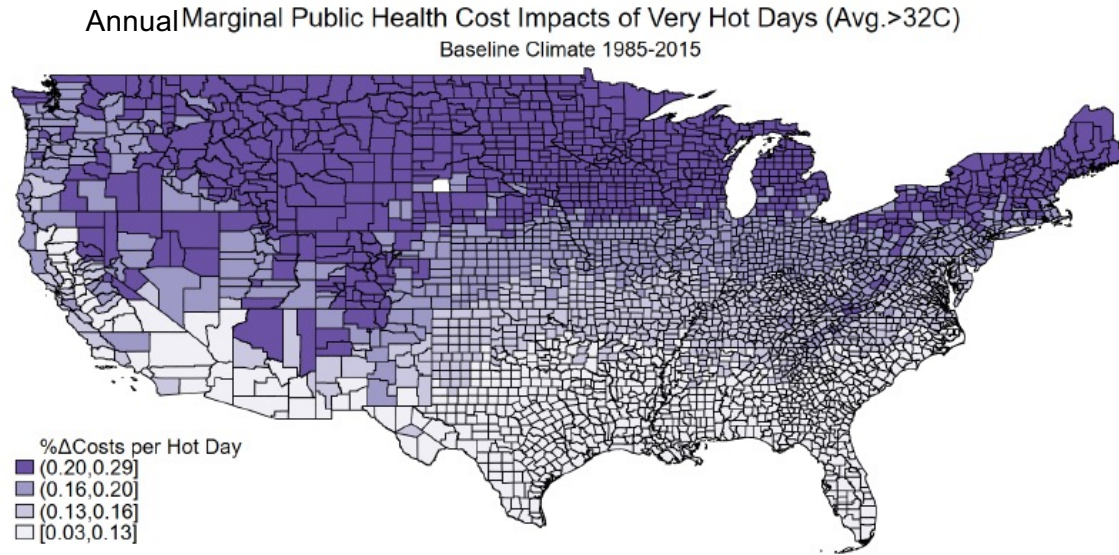 Annual Marginal Public Health Cost Impacts of Very Hot Days (Avg.>32C)
Baseline Climate 1985-2015
%ΔCosts per Hot Day
(0.20,0.29]
(0.16,0.20]
(0.13,0.16]
[0.03,0.13]